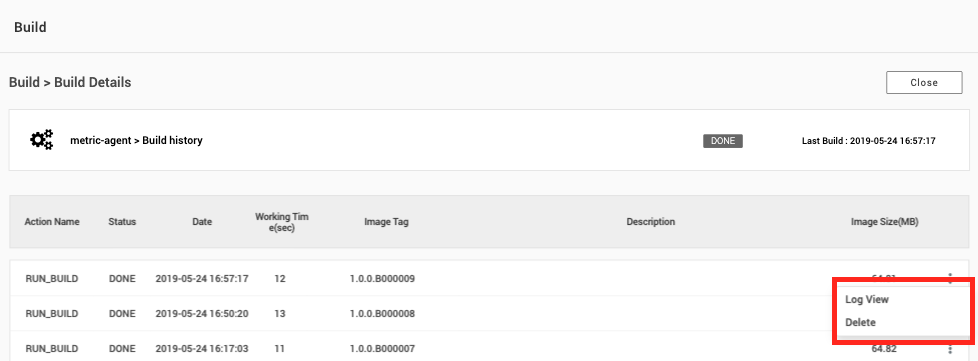 Build
Build > Build Details
Close
metric-agent > Build history
DONE
Last Build : 2019-05-24 16:57:17
Action Name Status Date Working Tim e(sec) Image Tag Description Image Size(MB)
RUN_BUILD DONE 2019-05-24 16:57:17 12 1.0.0.B000009 64.81
Log View
RUN_BUILD DONE 2019-05-24 16:50:20 13 1.0.0.B000008
Delete
RUN_BUILD DONE 2019-05-24 16:17:03 11 1.0.0.B000007 64.82